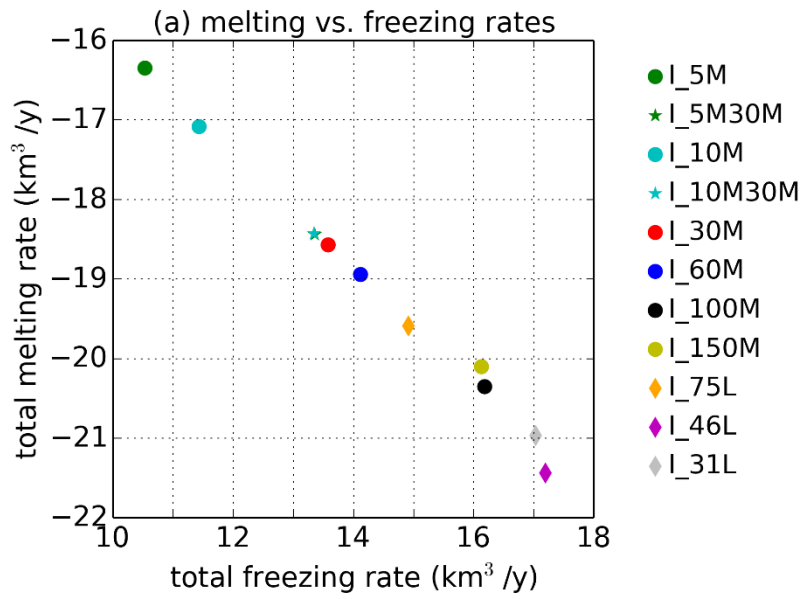 (a) melting vs. freezing rates
total melting rate (km³ /y)
−16
−17
−18
−19
−20
−21
−22
10
12
14
16
18
total freezing rate (km³ /y)
I_5M
I_5M30M
I_10M
I_10M30M
I_30M
I_60M
I_100M
I_150M
I_75L
I_46L
I_31L